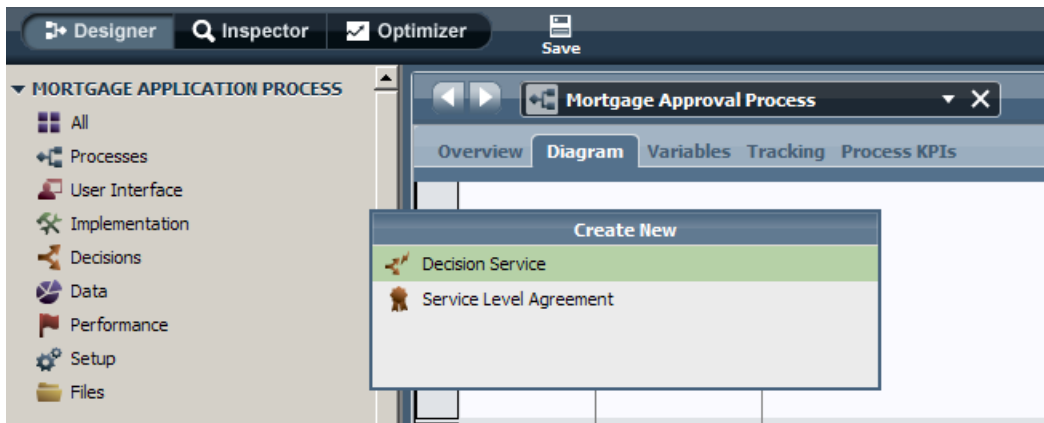 Designer Inspector Optimizer Save
MORTGAGE APPLICATION PROCESS
All
Processes
User Interface
Implementation
Decisions
Data
Performance
Setup
Files
Mortgage Approval Process
Overview Diagram Variables Tracking Process KPIs
Create New
Decision Service
Service Level Agreement